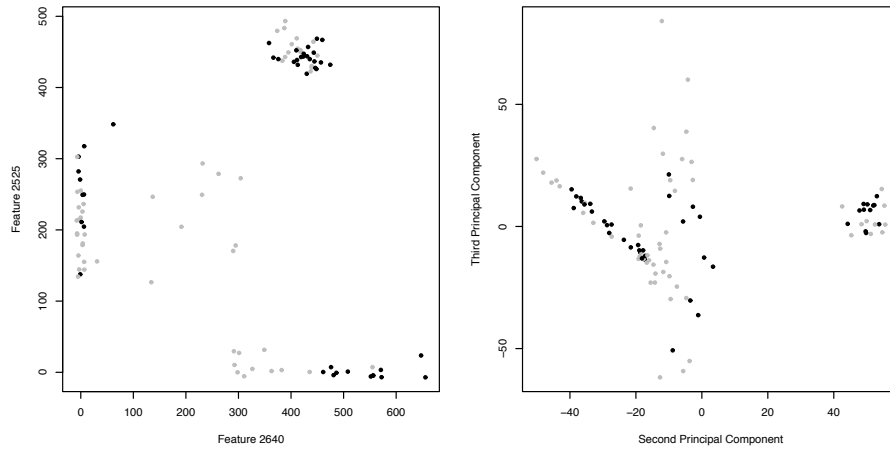 500
400
300
200
100
0
Feature 2525
0 100 200 300 400 500 600
Feature 2640
50
0
−50
Third Principal Component
−40 −20 0 20 40
Second Principal Component